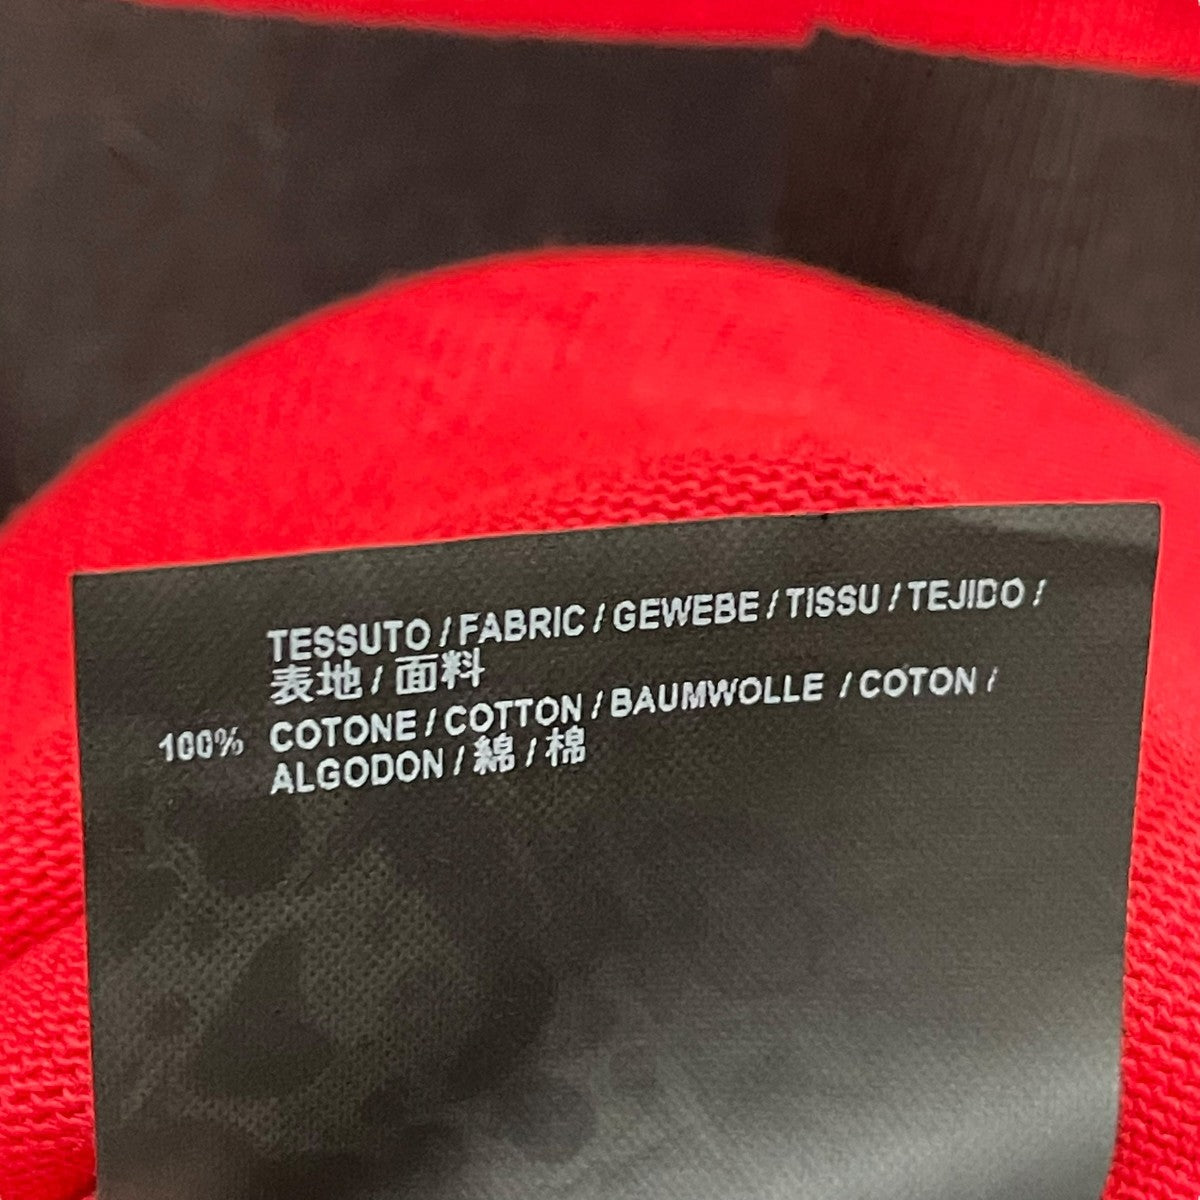 TESSUTO / FABRIC / GEWEBE / TISSU / TEJIDO /
表地 / 面料
100% COTONE / COTTON / BAUMWOLLE / COTON /
ALGODON / 綿 / 棉